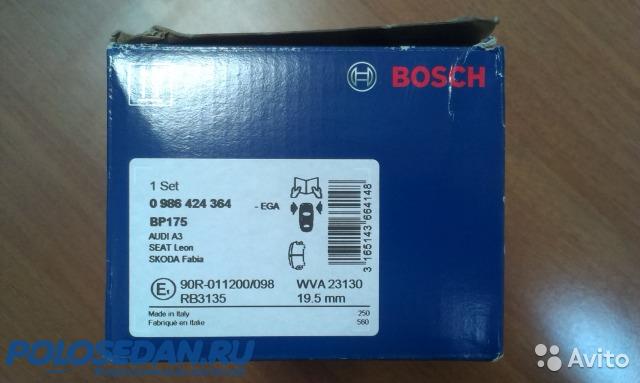 BOSCH
1 Set
0 986 424 364 - EGA
BP175
AUDI A3
SEAT Leon
SKODA Fabia
3 165143 664148
E1 90R-011200/098 WVA 23130
RB3135 19.5 mm
Made in Italy 250
Fabriqué en Italie 560
POLOSEDAN.RU
Avito